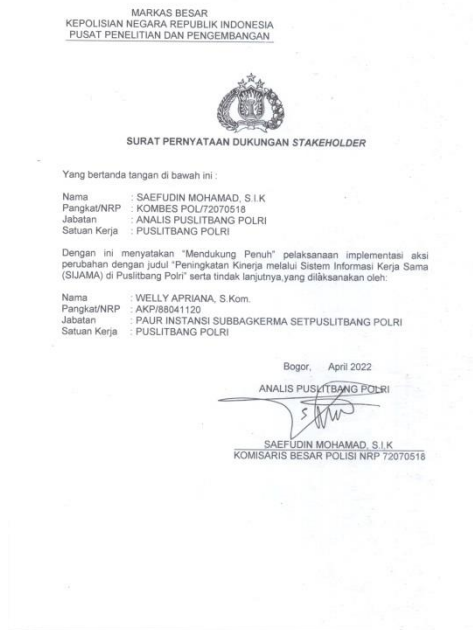 MARKAS BESAR
KEPOLISIAN NEGARA REPUBLIK INDONESIA
PUSAT PENELITIAN DAN PENGEMBANGAN
SURAT PERNYATAAN DUKUNGAN STAKEHOLDER
Yang bertanda tangan di bawah ini :
Nama : SAEFUDIN MOHAMAD, S.I.K
Pangkat/NRP : KOMBES POL/72070518
Jabatan : ANALIS PUSLITBANG POLRI
Satuan Kerja : PUSLITBANG POLRI
Dengan ini menyatakan "Mendukung Penuh" pelaksanaan implementasi aksi
perubahan dengan judul "Peningkatan Kinerja melalui Sistem Informasi Kerja Sama
(SIJAMA) di Puslitbang Polri" serta tindak lanjutnya,yang dilaksanakan oleh:
Nama : WELLY APRIANA, S.Kom.
Pangkat/NRP : AKP/88041120
Jabatan : PAUR INSTANSI SUBBAGKERMA SETPUSLITBANG POLRI
Satuan Kerja : PUSLITBANG POLRI
Bogor, April 2022
ANALIS PUSLITBANG POLRI
SAEFUDIN MOHAMAD, S.I.K
KOMISARIS BESAR POLISI NRP 72070518